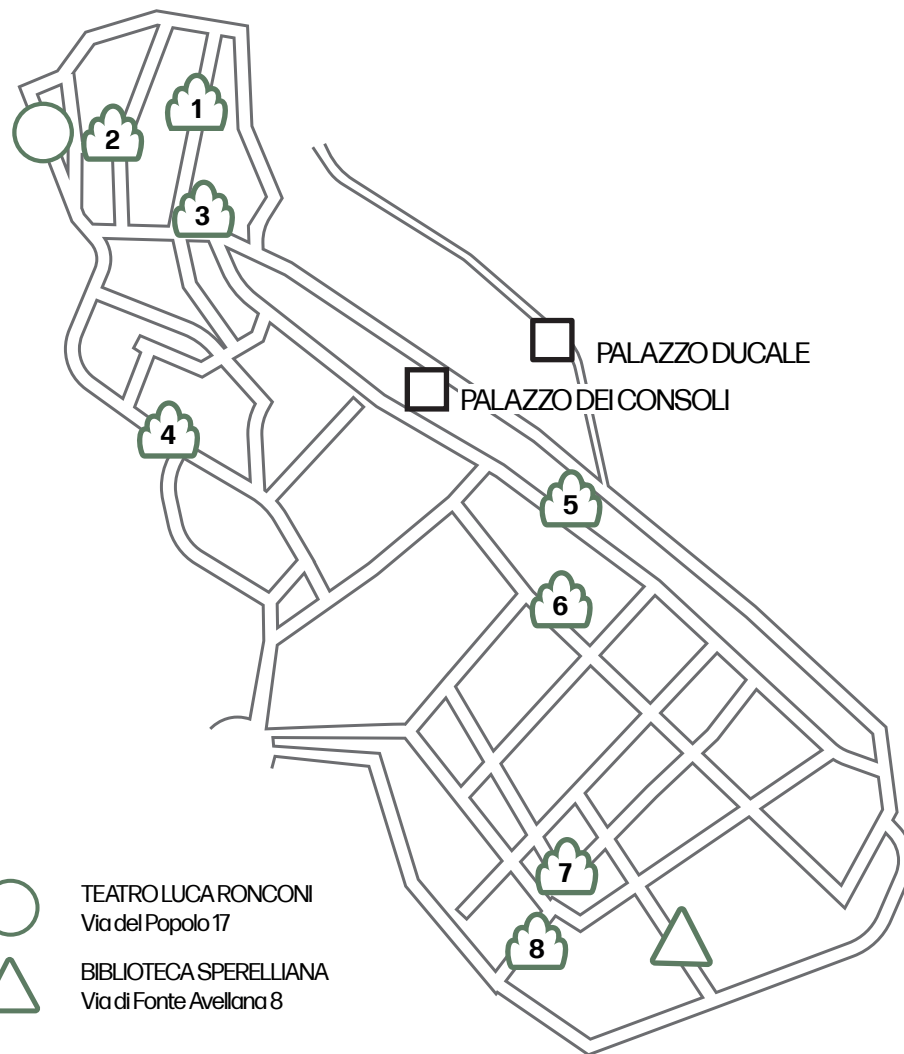 1
2
3
PALAZZO DUCALE
PALAZZO DEI CONSOLI
4
5
6
7
8
TEATRO LUCA RONCONI
Via del Popolo 17
BIBLIOTECA SPERELLIANA
Via di Fonte Avellana 8